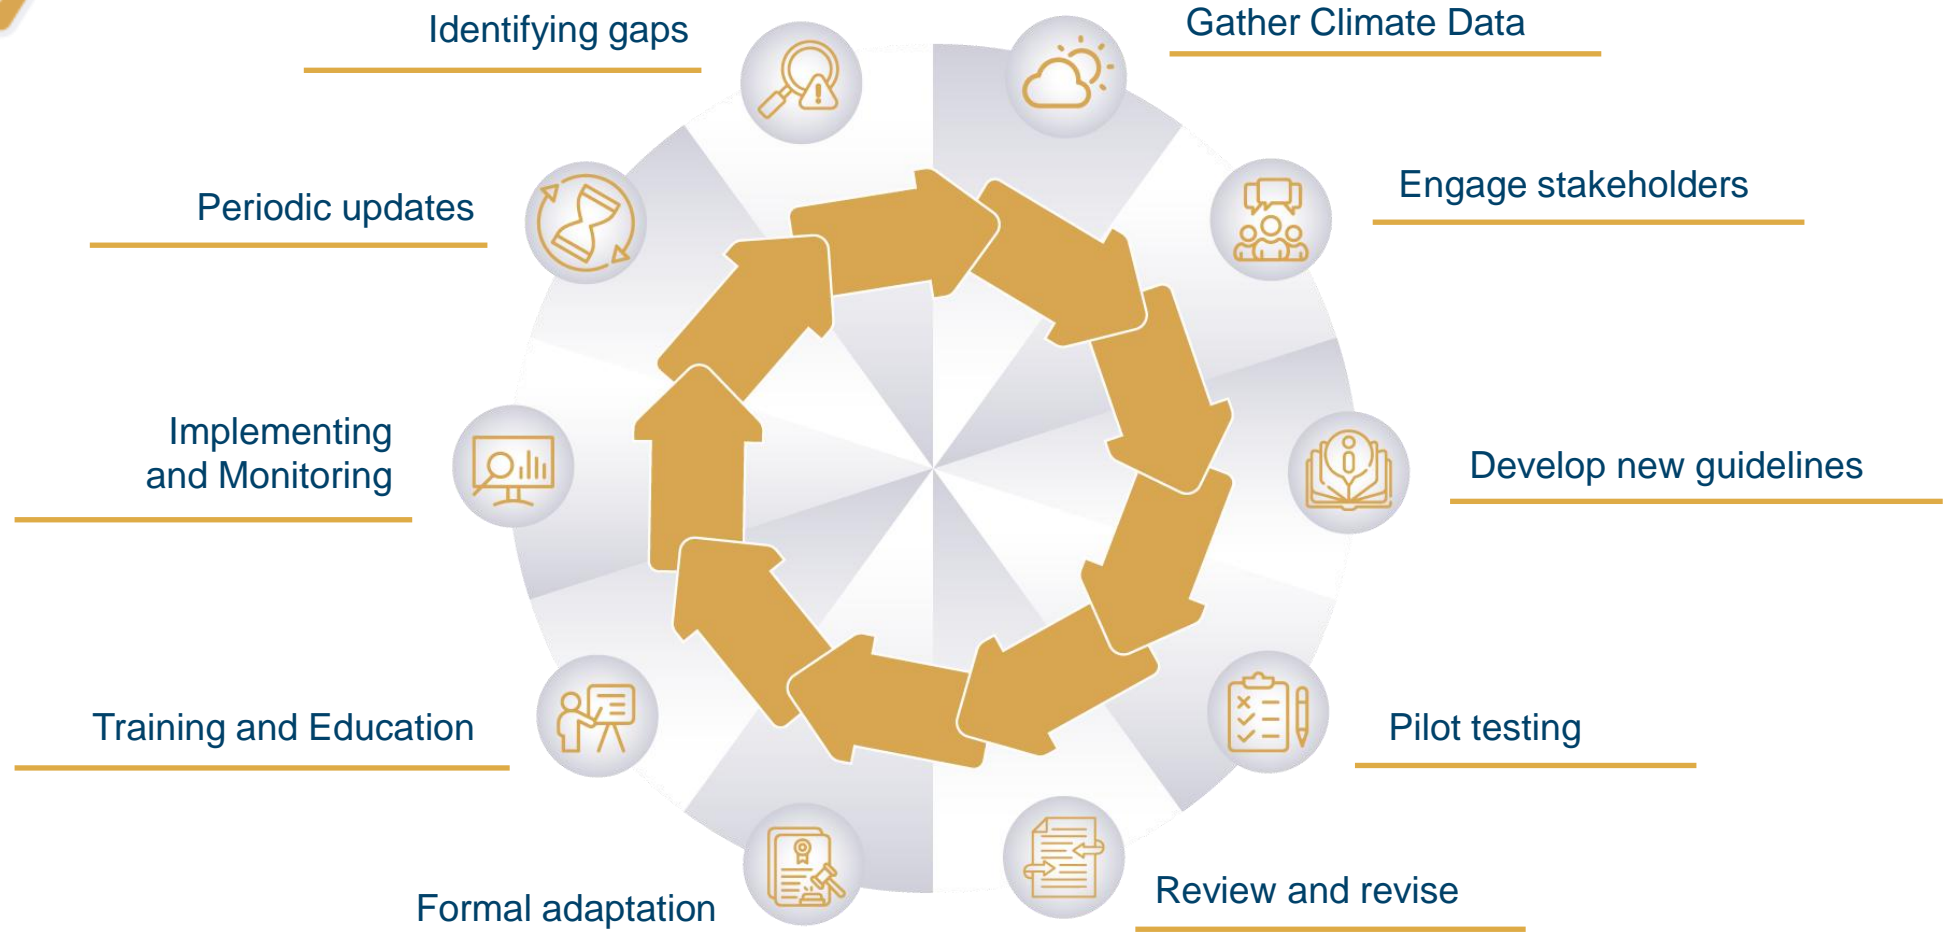 Identifying gaps
Gather Climate Data
Periodic updates
Engage stakeholders
Implementing
and Monitoring
Develop new guidelines
Training and Education
Pilot testing
Formal adaptation
Review and revise